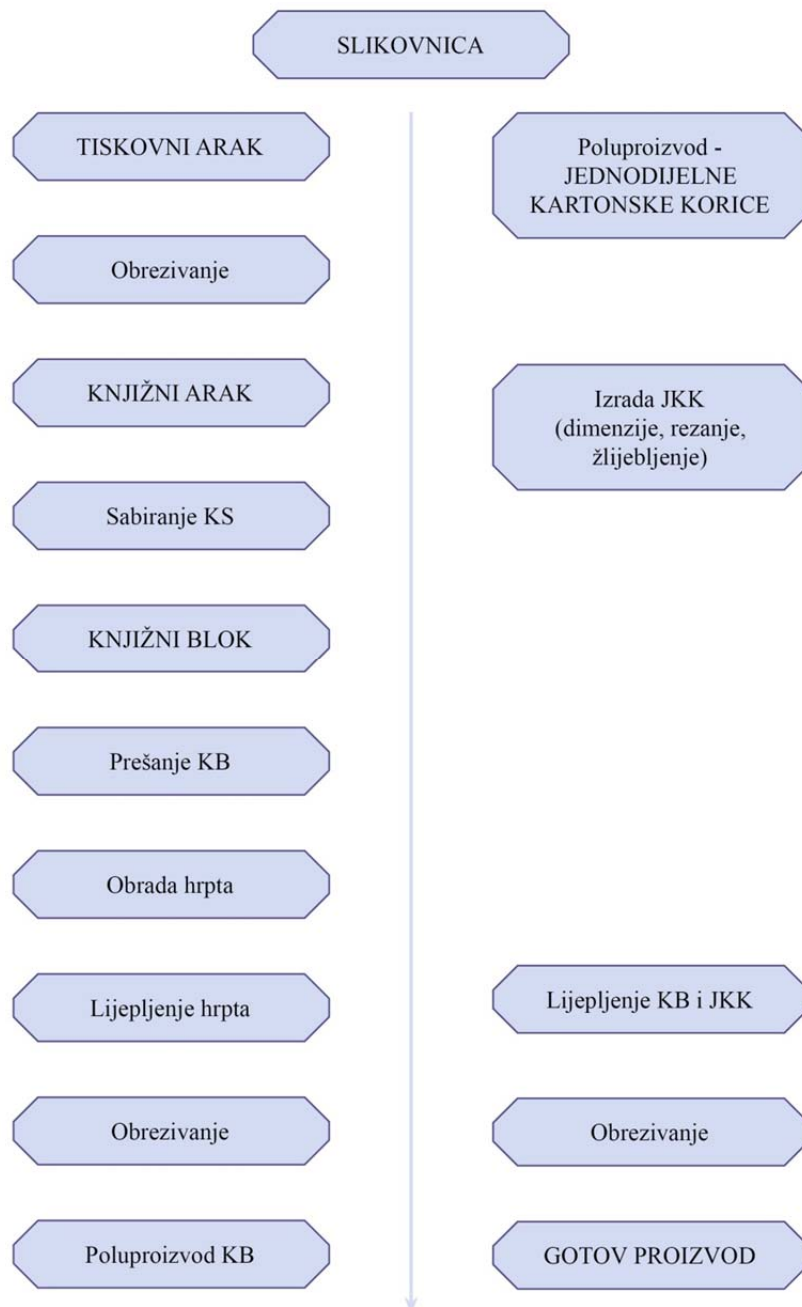 SLIKOVNICA
TISKOVNI ARAK
Obrezivanje
KNJIŽNI ARAK
Sabiranje KS
KNJIŽNI BLOK
Prešanje KB
Obrada hrpta
Lijepljenje hrpta
Obrezivanje
Poluproizvod KB
Poluproizvod -
JEDNODIJELNE
KARTONSKE KORICE
Izrada JKK
(dimenzije, rezanje,
žlijebljenje)
Lijepljenje KB i JKK
Obrezivanje
GOTOV PROIZVOD